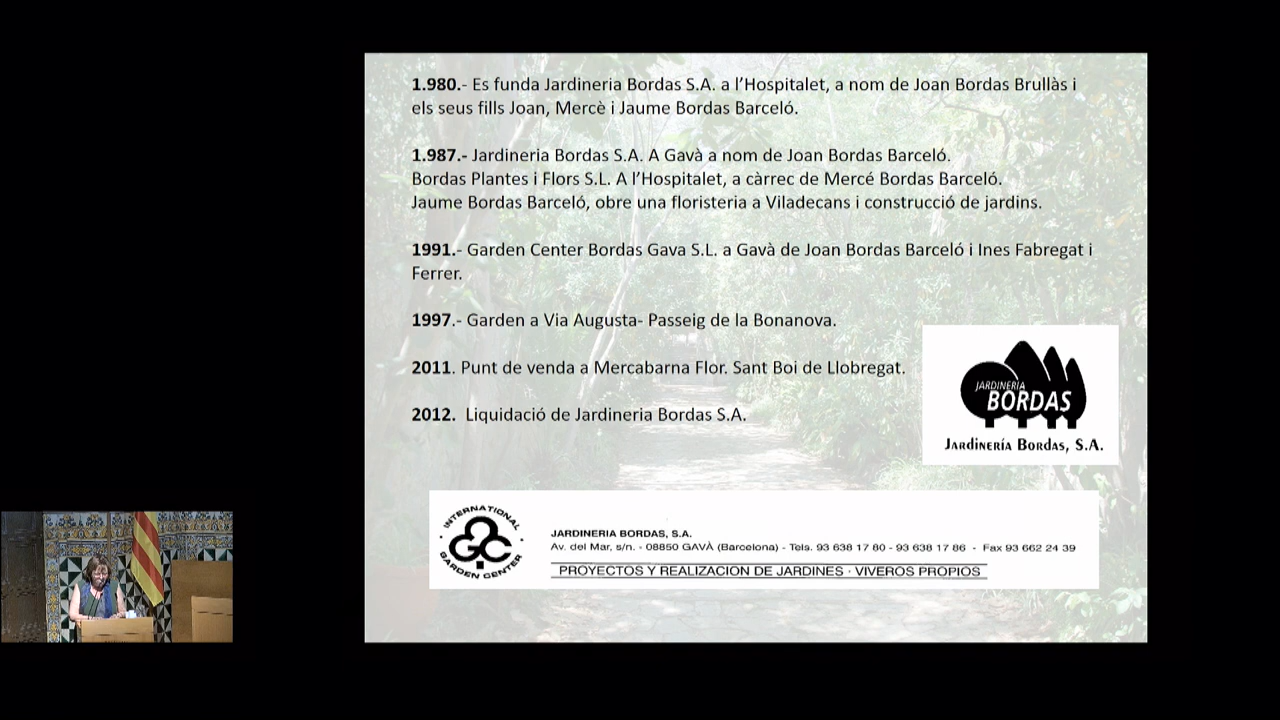 1.980.- Es funda Jardineria Bordas S.A. a l’Hospitalet, a nom de Joan Bordas Brullàs i
els seus fills Joan, Mercè i Jaume Bordas Barceló.
1.987.- Jardineria Bordas S.A. A Gavà a nom de Joan Bordas Barceló.
Bordas Plantes i Flors S.L. A l’Hospitalet, a càrrec de Mercé Bordas Barceló.
Jaume Bordas Barceló, obre una floristeria a Viladecans i construcció de jardins.
1991.- Garden Center Bordas Gava S.L. a Gavà de Joan Bordas Barceló i Ines Fabregat i
Ferrer.
1997.- Garden a Via Augusta- Passeig de la Bonanova.
2011. Punt de venda a Mercabarna Flor. Sant Boi de Llobregat.
2012. Liquidació de Jardineria Bordas S.A.
JARDINERIA
BORDAS
Jardinería Bordas, S.A.
INTERNATIONAL
GC
GARDEN CENTER
JARDINERIA BORDAS, S.A.
Av. del Mar, s/n. - 08850 GAVÀ (Barcelona) - Tels. 93 638 17 80 - 93 638 17 86 - Fax 93 662 24 39
PROYECTOS Y REALIZACION DE JARDINES · VIVEROS PROPIOS